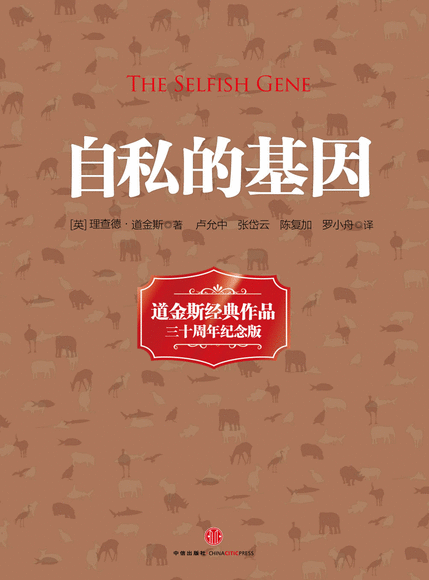 THE SELFISH GENE
自私的基因
[英] 理查德·道金斯◎著 卢允中 张岱云 陈复加 罗小舟◎译
道金斯经典作品
三十周年纪念版
中信出版社 CHINACITICPRESS